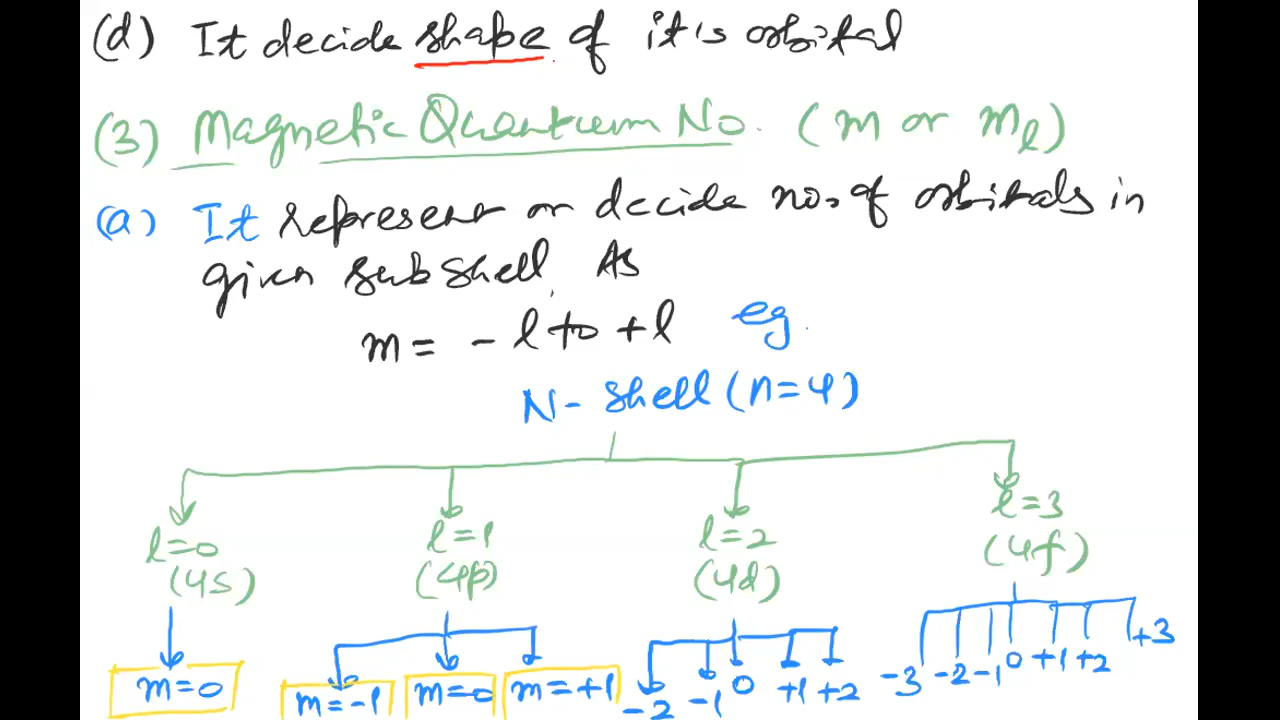 (d) It decide shape of it's orbital
(3) Magnetic Quantum No. (m or mℓ)
(a) It represent or decide no. of orbitals in
given subshell As
m = - l to + l eg.
N- shell (n=4)
l=0 l=1 l=2 l=3
(4s) (4p) (4d) (4f)
m=0 m=-1 m=0 m=+1 -2 -1 0 +1 +2 -3 -2 -1 0 +1 +2 +3